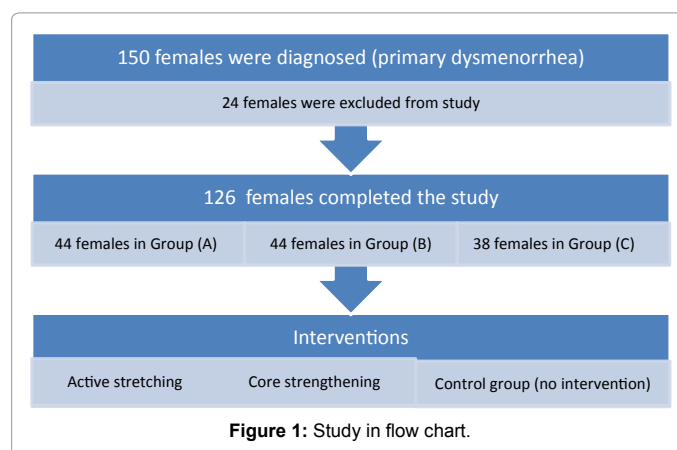 150 females were diagnosed (primary dysmenorrhea)
24 females were excluded from study
126 females completed the study
44 females in Group (A) 44 females in Group (B) 38 females in Group (C)
Interventions
Active stretching Core strengthening Control group (no intervention)
Figure 1: Study in flow chart.